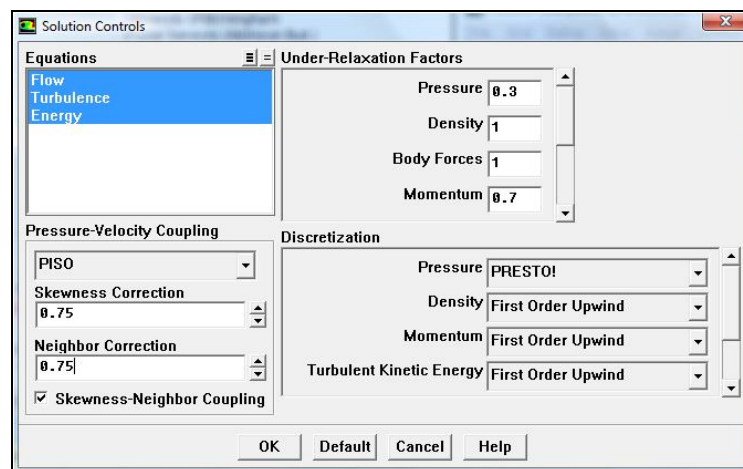 Solution Controls
Equations
Flow
Turbulence
Energy
Under-Relaxation Factors
Pressure 0.3
Density 1
Body Forces 1
Momentum 0.7
Pressure-Velocity Coupling
PISO
Skewness Correction
0.75
Neighbor Correction
0.75
Skewness-Neighbor Coupling
Discretization
Pressure PRESTO!
Density First Order Upwind
Momentum First Order Upwind
Turbulent Kinetic Energy First Order Upwind
OK Default Cancel Help